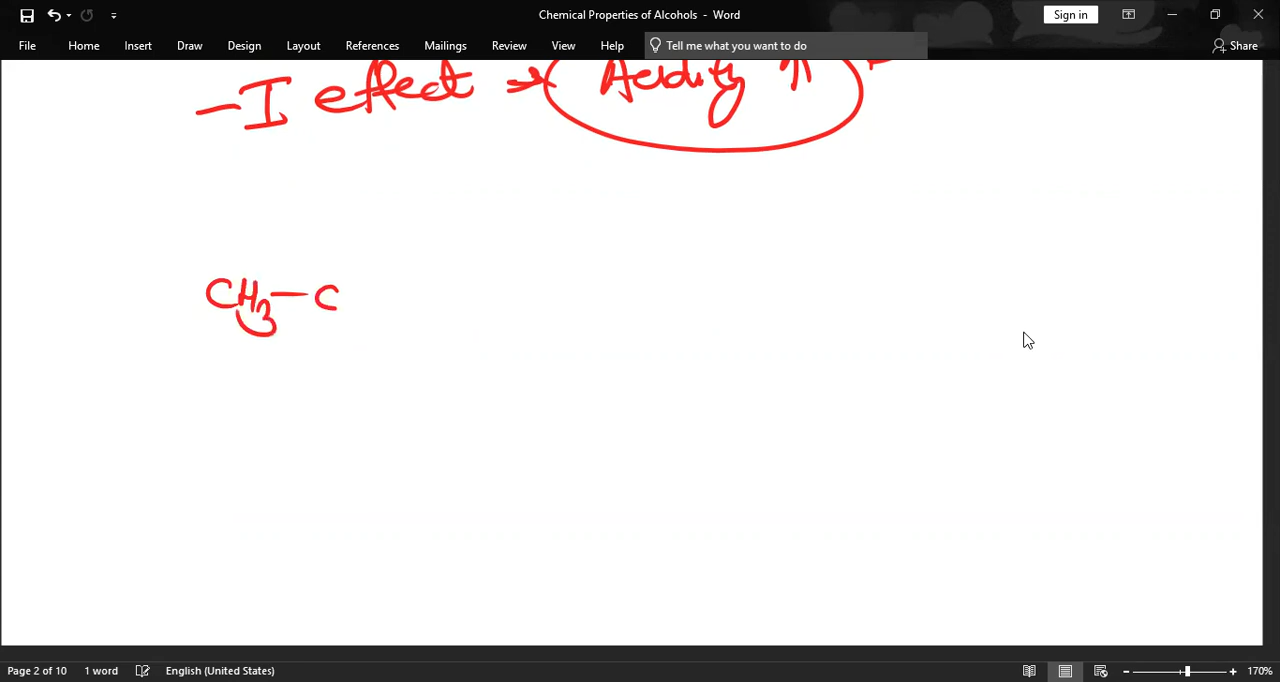 Chemical Properties of Alcohols - Word
Sign in
File Home Insert Draw Design Layout References Mailings Review View Help Tell me what you want to do Share
-I effect → Acidity ↑
CH3-C
Page 2 of 10 1 word English (United States) 170%